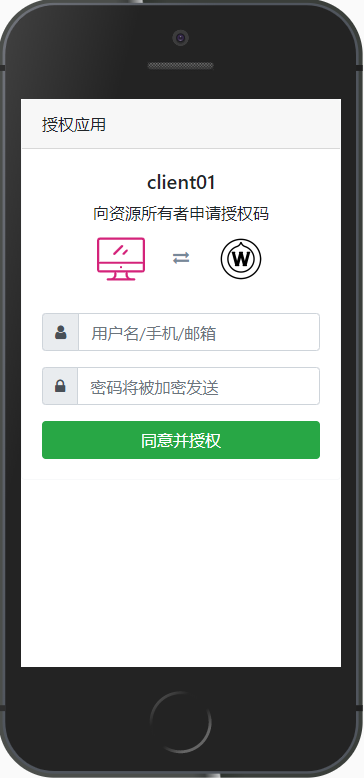 授权应用
client01
向资源所有者申请授权码
W
用户名/手机/邮箱
密码将被加密发送
同意并授权